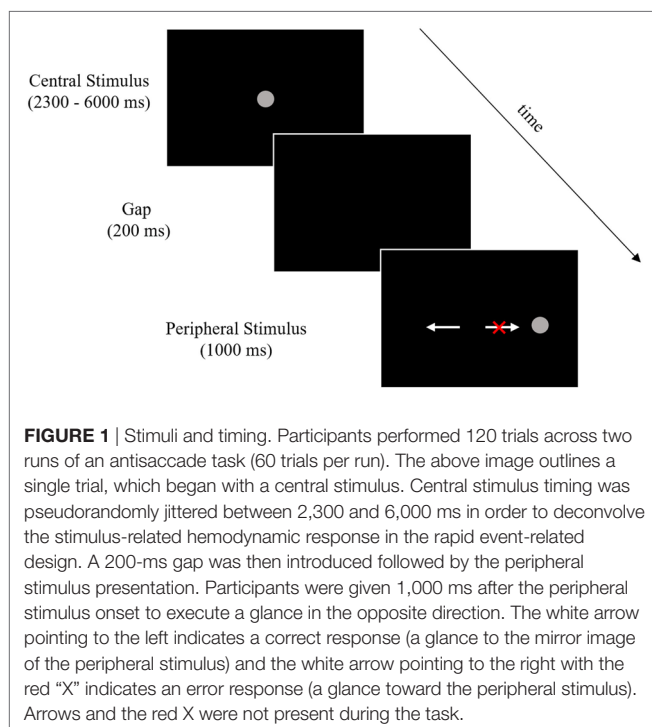 Central Stimulus
(2300 - 6000 ms)
time
Gap
(200 ms)
Peripheral Stimulus
(1000 ms)
FIGURE 1 | Stimuli and timing. Participants performed 120 trials across two
runs of an antisaccade task (60 trials per run). The above image outlines a
single trial, which began with a central stimulus. Central stimulus timing was
pseudorandomly jittered between 2,300 and 6,000 ms in order to deconvolve
the stimulus-related hemodynamic response in the rapid event-related
design. A 200-ms gap was then introduced followed by the peripheral
stimulus presentation. Participants were given 1,000 ms after the peripheral
stimulus onset to execute a glance in the opposite direction. The white arrow
pointing to the left indicates a correct response (a glance to the mirror image
of the peripheral stimulus) and the white arrow pointing to the right with the
red “X” indicates an error response (a glance toward the peripheral stimulus).
Arrows and the red X were not present during the task.